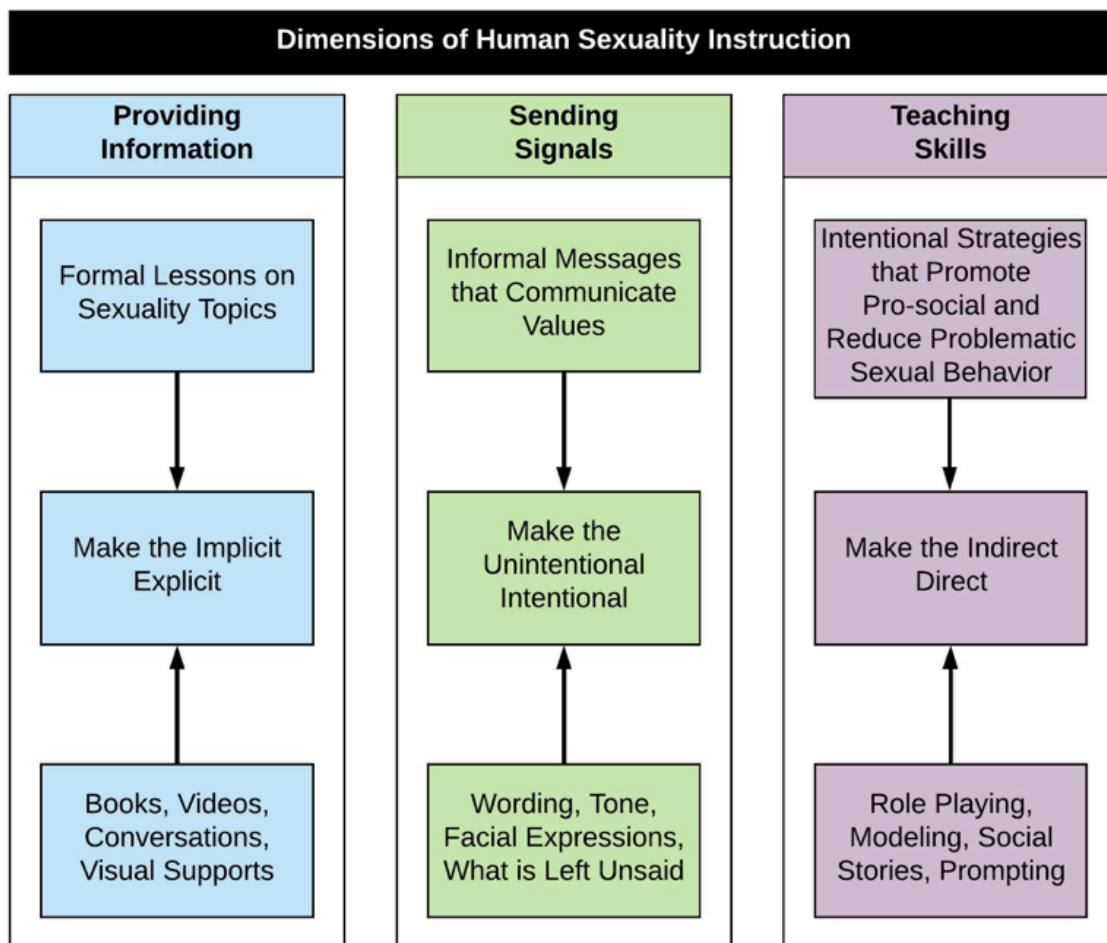 Dimensions of Human Sexuality Instruction
Providing
Information
Formal Lessons on
Sexuality Topics
Make the Implicit
Explicit
Books, Videos,
Conversations,
Visual Supports
Sending
Signals
Informal Messages
that Communicate
Values
Make the
Unintentional
Intentional
Wording, Tone,
Facial Expressions,
What is Left Unsaid
Teaching
Skills
Intentional Strategies
that Promote
Pro-social and
Reduce Problematic
Sexual Behavior
Make the Indirect
Direct
Role Playing,
Modeling, Social
Stories, Prompting